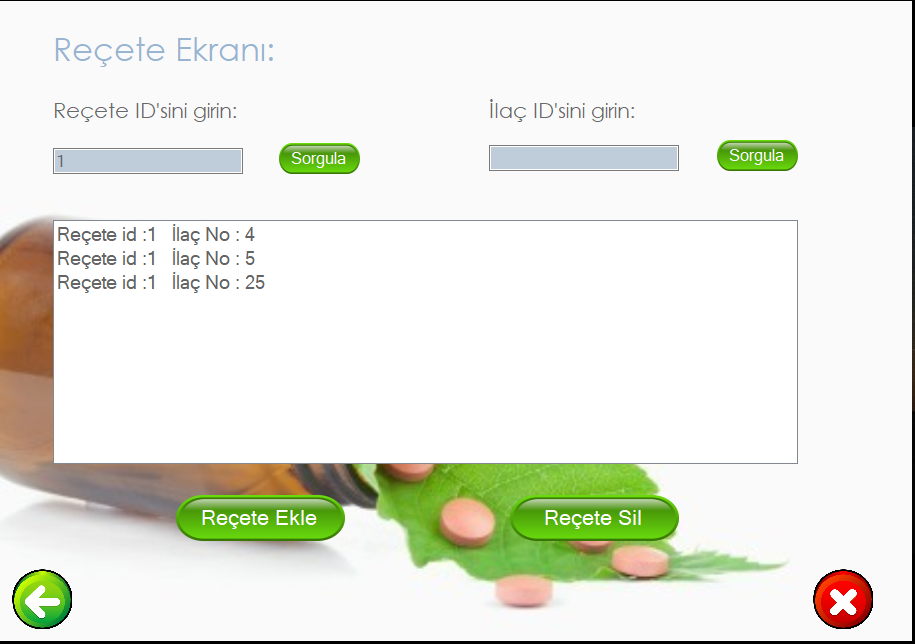 Reçete Ekranı:
Reçete ID'sini girin:
İlaç ID'sini girin:
1
Sorgula
Sorgula
Reçete id :1   İlaç No : 4
Reçete id :1   İlaç No : 5
Reçete id :1   İlaç No : 25
Reçete Ekle
Reçete Sil